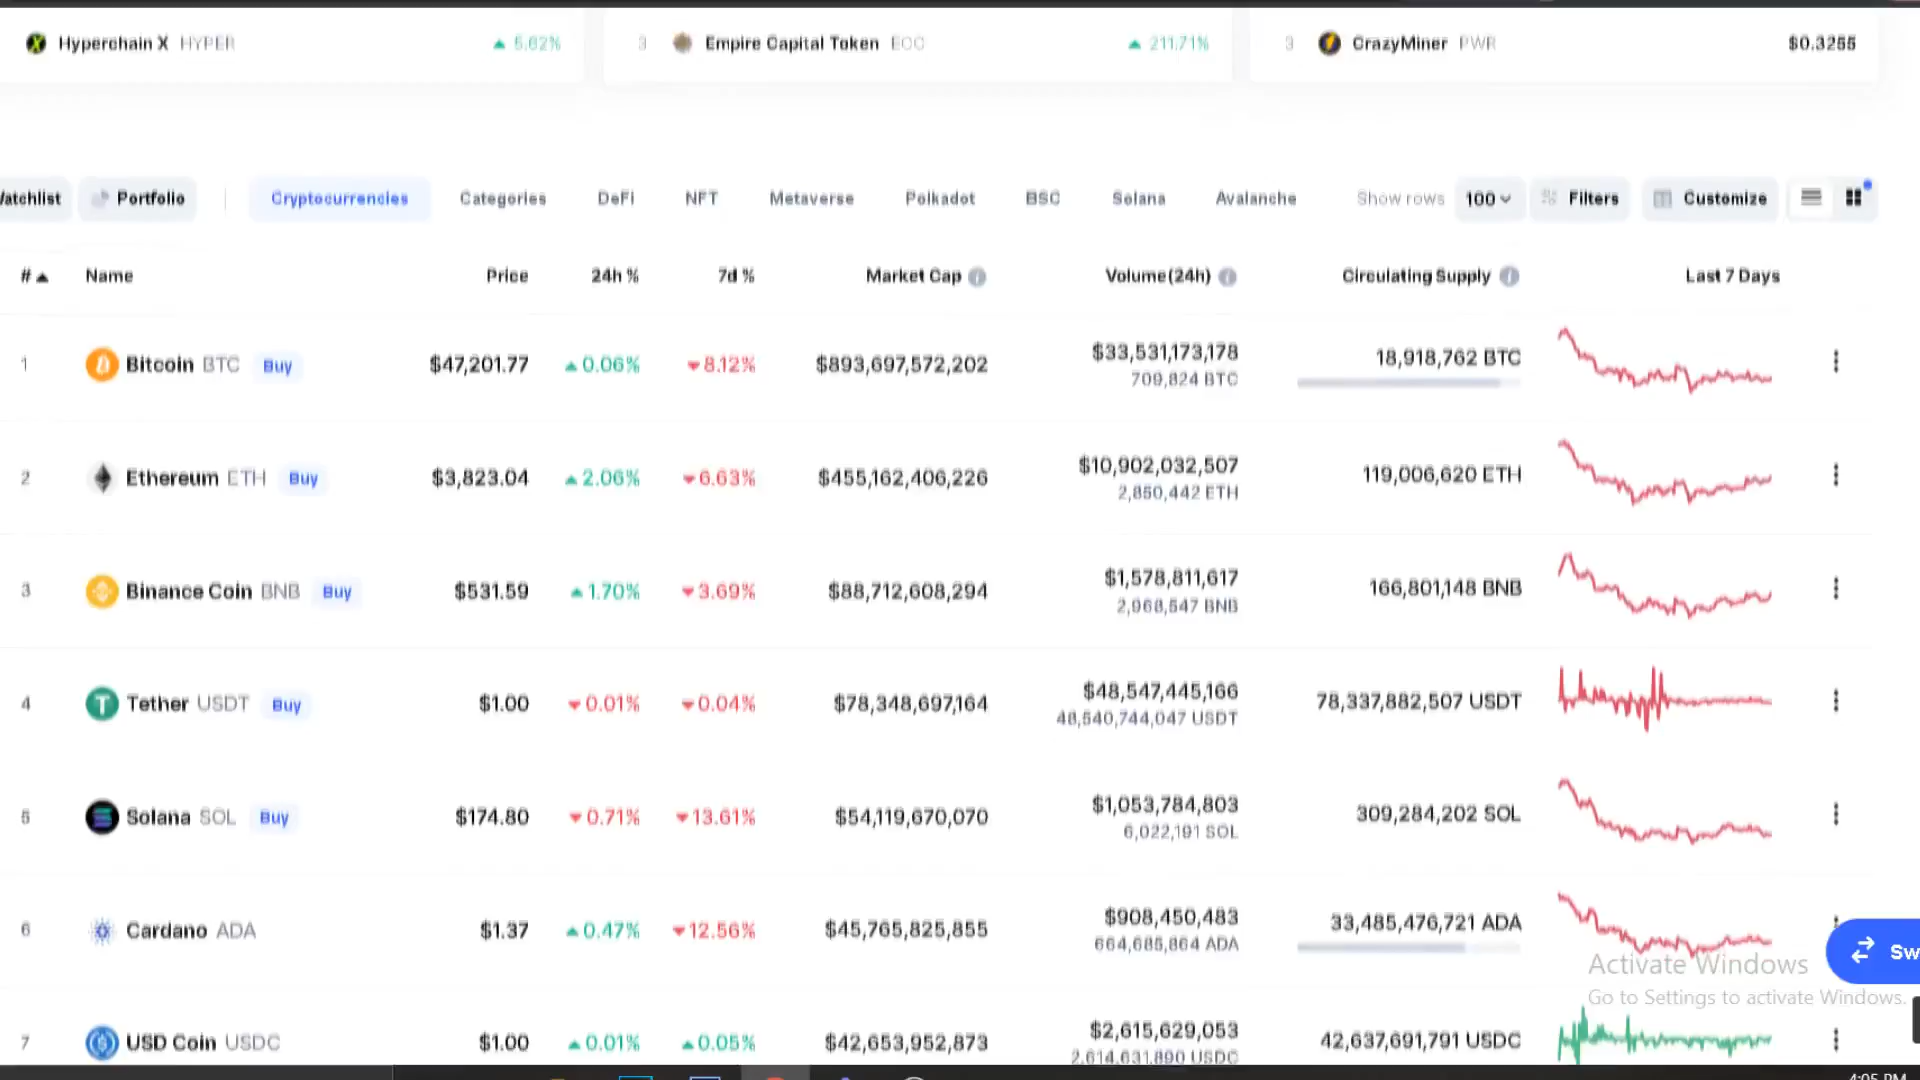 Hyperchain X HYPER 5.62% 3 Empire Capital Token ECC 211.71% 3 CrazyMiner PWR $0.3255
Watchlist Portfolio Cryptocurrencies Categories DeFi NFT Metaverse Polkadot BSC Solana Avalanche Show rows 100 Filters Customize
# Name Price 24h % 7d % Market Cap Volume(24h) Circulating Supply Last 7 Days
1 Bitcoin BTC Buy $47,201.77 0.06% 8.12% $893,697,572,202 $33,531,173,178 18,918,762 BTC
709,824 BTC
2 Ethereum ETH Buy $3,823.04 2.06% 6.63% $455,162,406,226 $10,902,032,507 119,006,620 ETH
2,850,442 ETH
3 Binance Coin BNB Buy $531.59 1.70% 3.69% $88,712,608,294 $1,578,811,617 166,801,148 BNB
2,968,547 BNB
4 Tether USDT Buy $1.00 0.01% 0.04% $78,348,697,164 $48,547,445,166 78,337,882,507 USDT
48,540,744,047 USDT
5 Solana SOL Buy $174.80 0.71% 13.61% $54,119,670,070 $1,053,784,803 309,284,202 SOL
6,022,191 SOL
6 Cardano ADA $1.37 0.47% 12.56% $45,765,825,855 $908,450,483 33,485,476,721 ADA
664,685,864 ADA
Sw
Activate Windows
Go to Settings to activate Windows.
7 USD Coin USDC $1.00 0.01% 0.05% $42,653,952,873 $2,615,629,053 42,637,691,791 USDC
2,614,631,890 USDC
4:05 PM